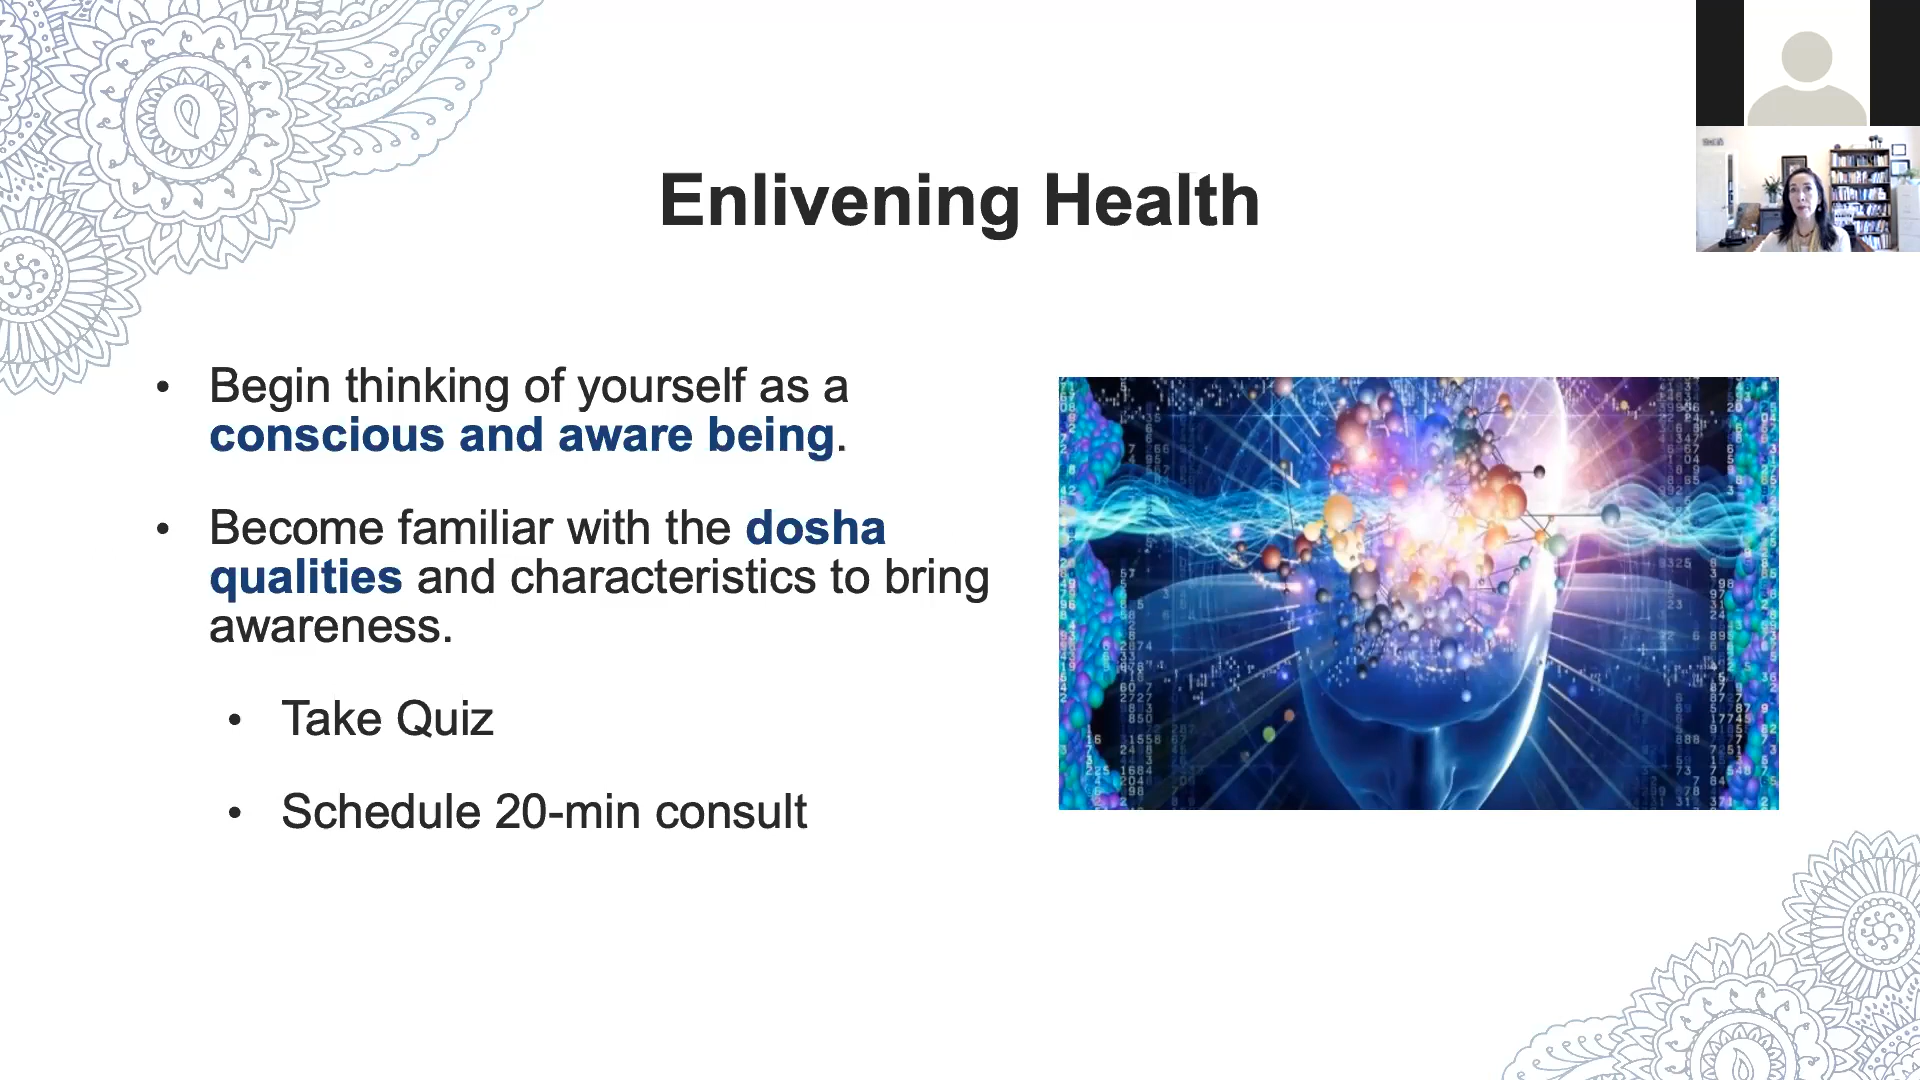 Enlivening Health
• Begin thinking of yourself as a
conscious and aware being.
• Become familiar with the dosha
qualities and characteristics to bring
awareness.
• Take Quiz
• Schedule 20-min consult